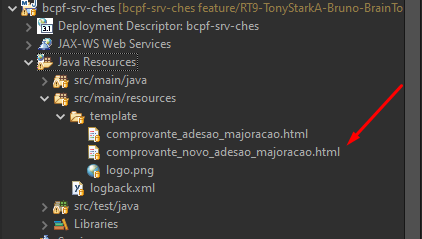 bcpf-srv-ches [bcpf-srv-ches feature/RT9-TonyStarkA-Bruno-BrainTo
Deployment Descriptor: bcpf-srv-ches
JAX-WS Web Services
Java Resources
src/main/java
src/main/resources
template
comprovante_adesao_majoracao.html
comprovante_novo_adesao_majoracao.html
logo.png
logback.xml
src/test/java
Libraries